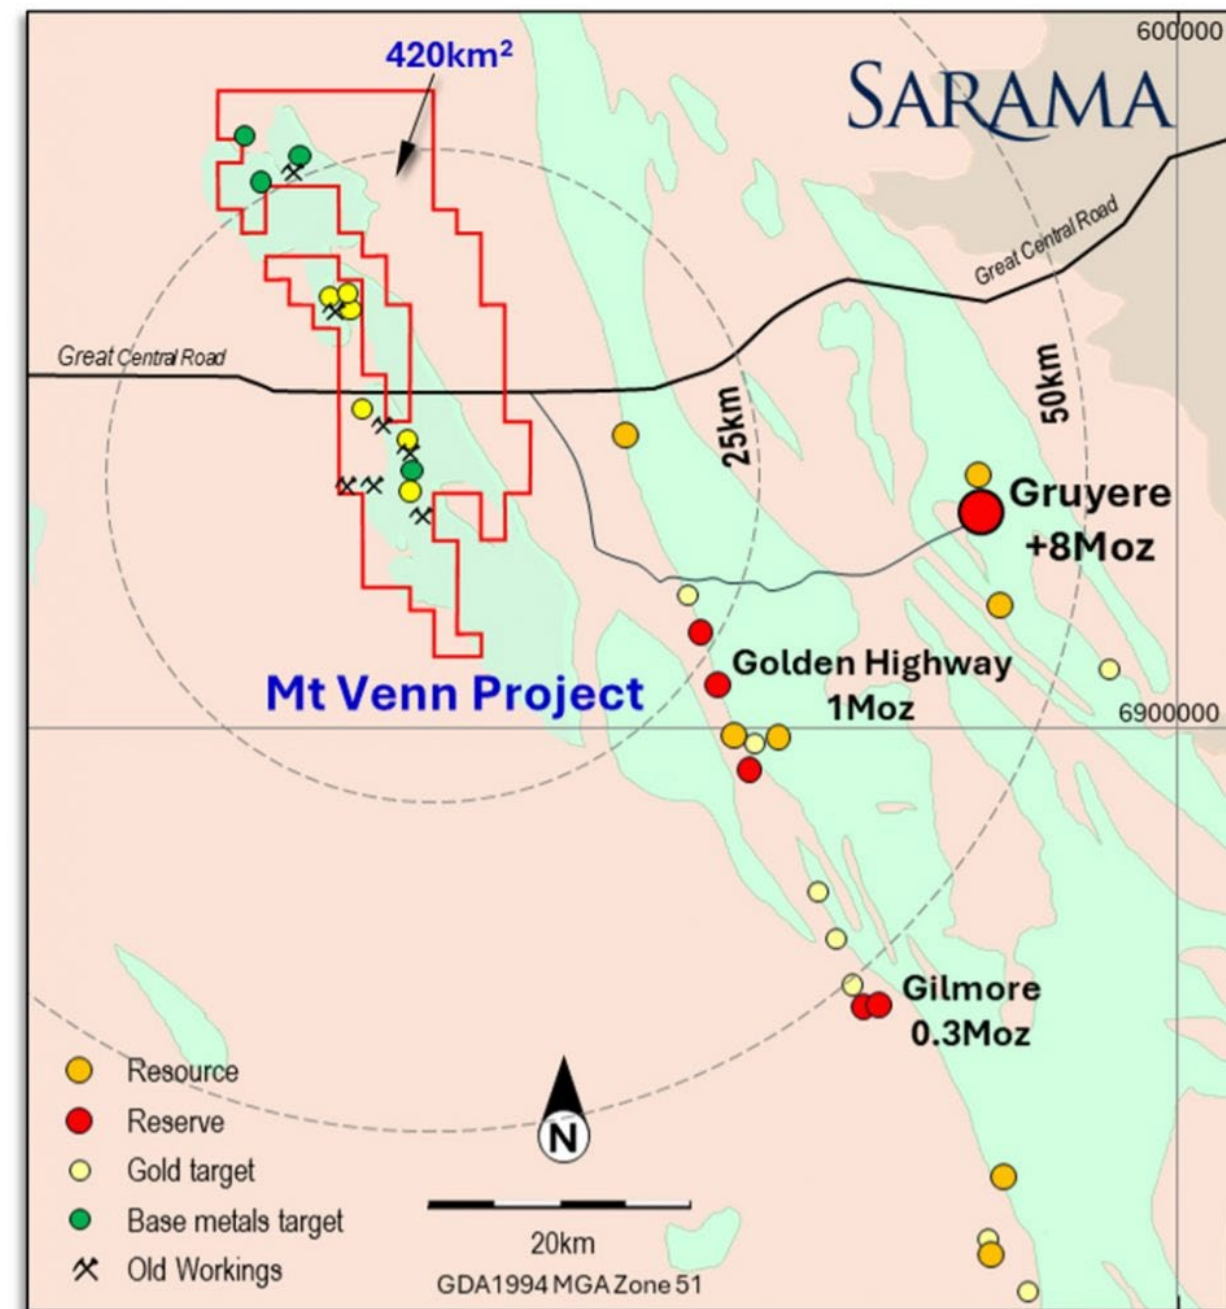 600000
420km²
SARAMA
Great Central Road
Great Central Road
50km
25km
Gruyere
+8Moz
Golden Highway
1Moz
Mt Venn Project
6900000
Gilmore
0.3Moz
Resource
Reserve
Gold target
Base metals target
Old Workings
N
20km
GDA1994 MGA Zone 51